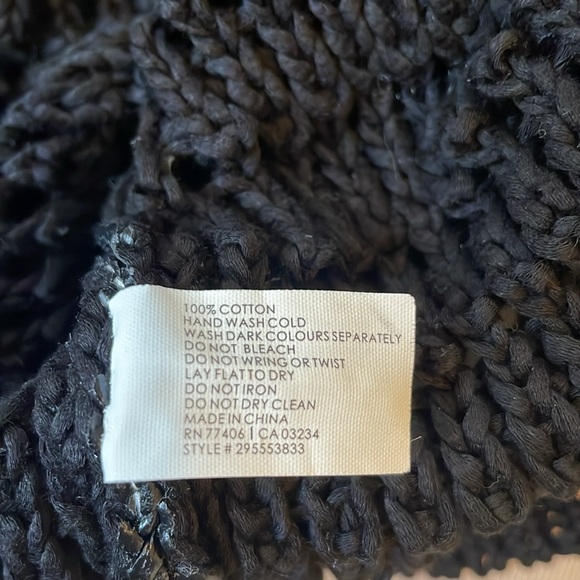 100% COTTON
HAND WASH COLD
WASH DARK COLOURS SEPARATELY
DO NOT BLEACH
DO NOT WRING OR TWIST
LAY FLAT TO DRY
DO NOT IRON
DO NOT DRY CLEAN
MADE IN CHINA
RN 77406 | CA 03234
STYLE # 295553833